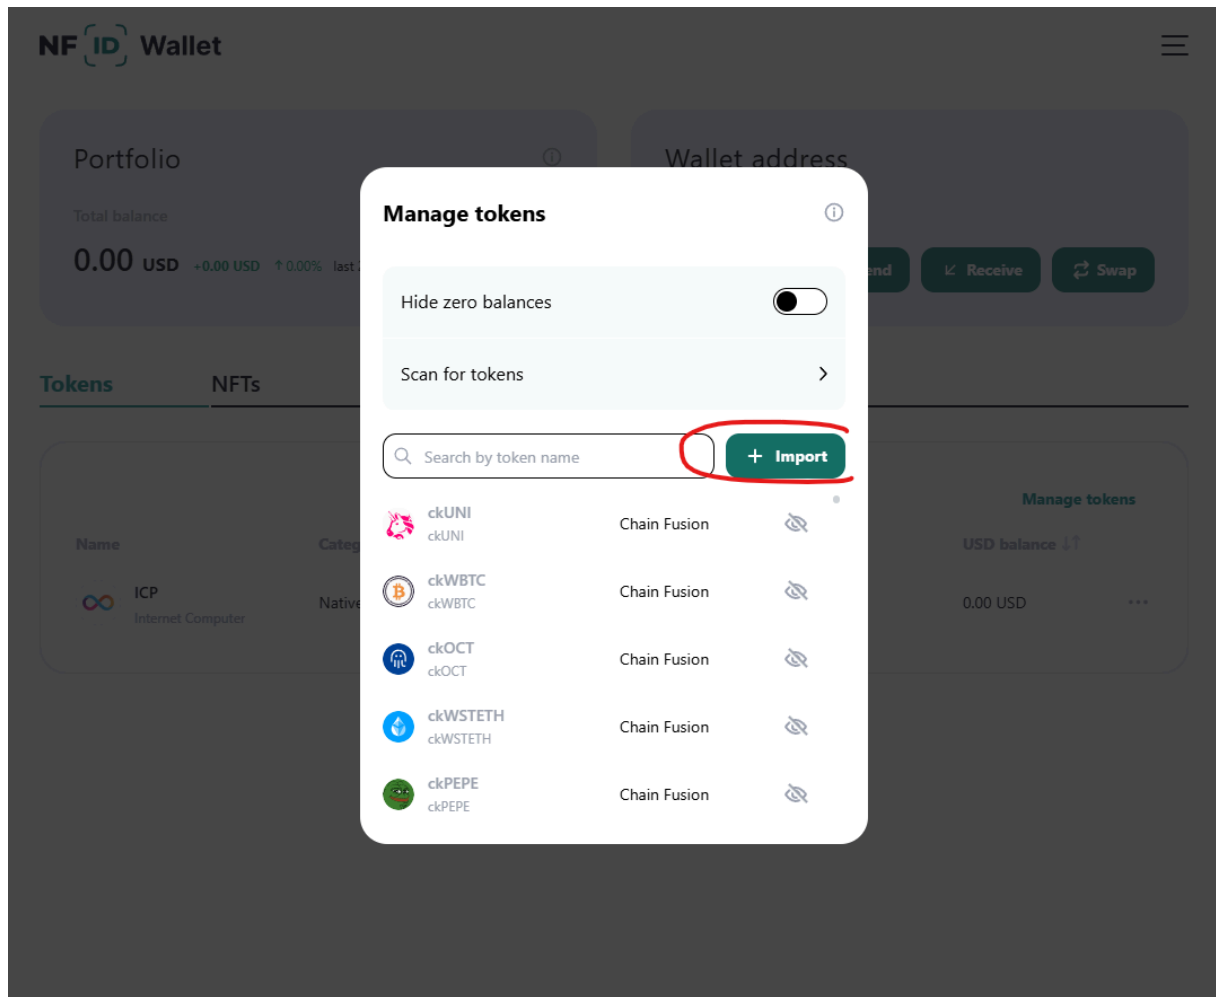 NFID Wallet
Portfolio
Wallet address
Total balance
0.00 USD +0.00 USD ↑ 0.00% last
end
Receive
Swap
Tokens
NFTs
Manage tokens
Name
Categ
USD balance ↓↑
ICP
Internet Computer
Native
0.00 USD
...
Manage tokens
Hide zero balances
Scan for tokens
Search by token name
+ Import
ckUNI
ckUNI
Chain Fusion
ckWBTC
ckWBTC
Chain Fusion
ckOCT
ckOCT
Chain Fusion
ckWSTETH
ckWSTETH
Chain Fusion
ckPEPE
ckPEPE
Chain Fusion